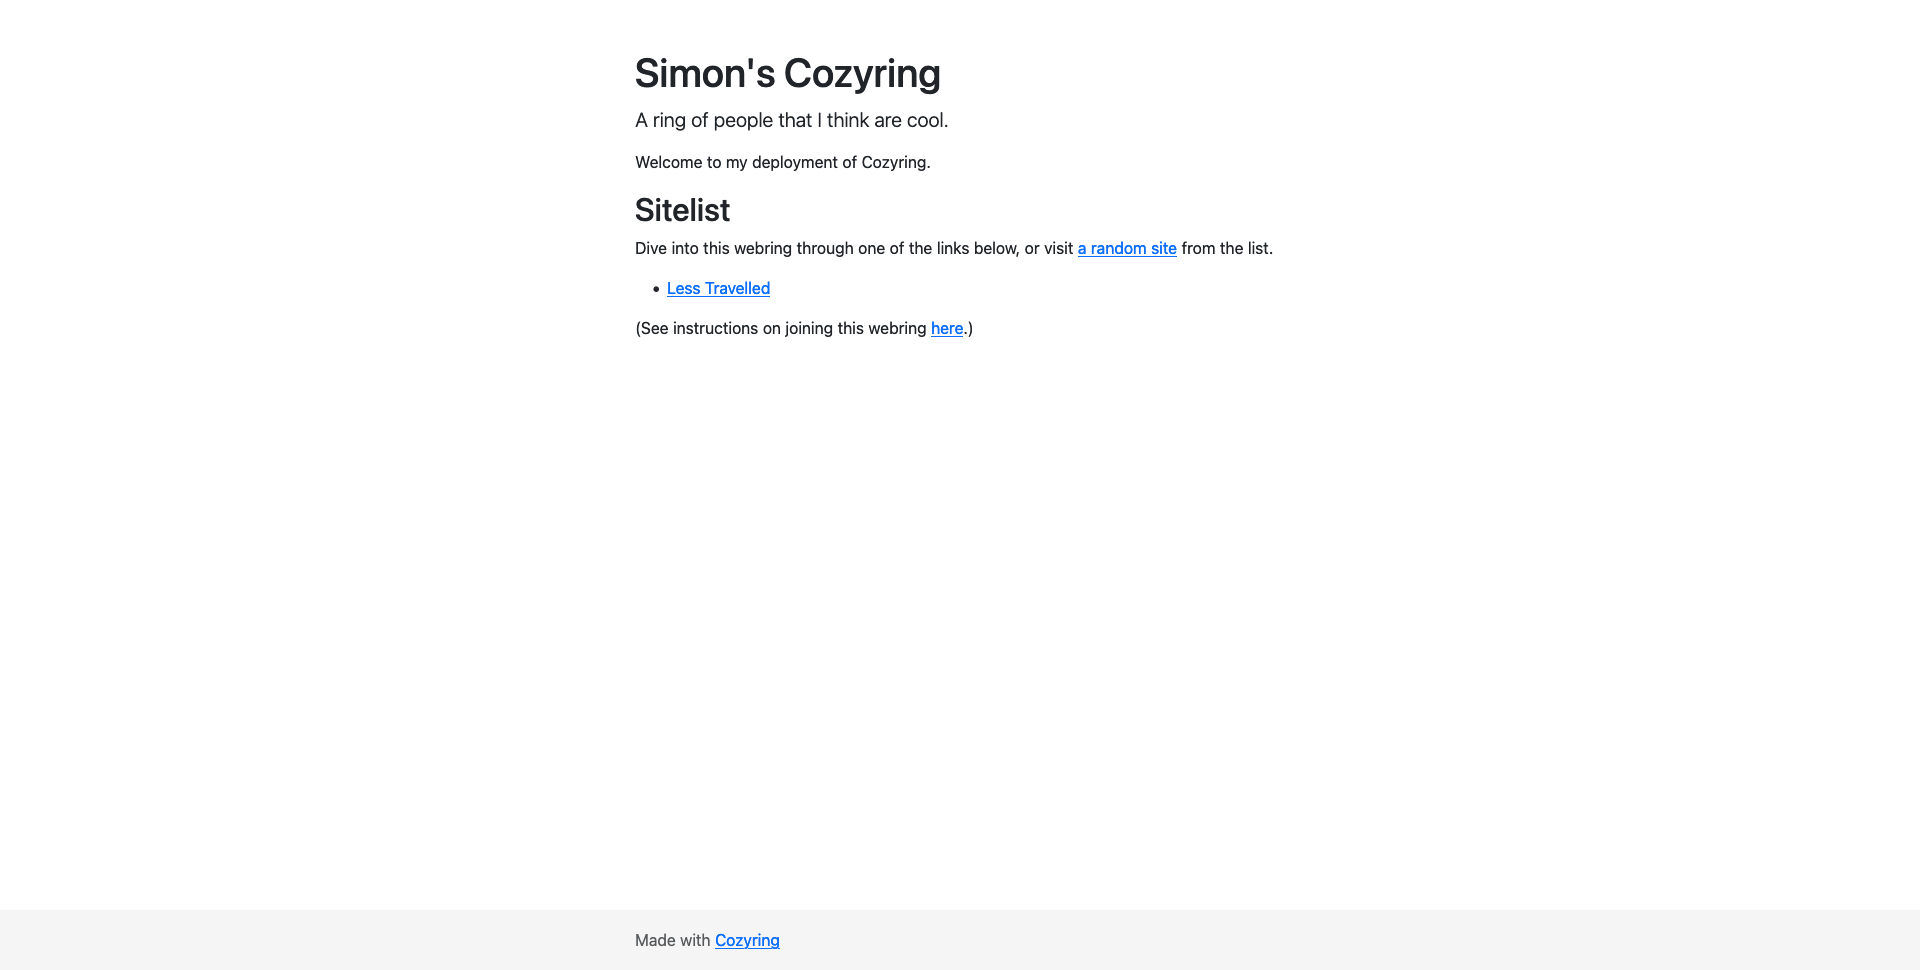 Simon's Cozyring
A ring of people that I think are cool.
Welcome to my deployment of Cozyring.
Sitelist
Dive into this webring through one of the links below, or visit a random site from the list.
• Less Travelled
(See instructions on joining this webring here.)
Made with Cozyring